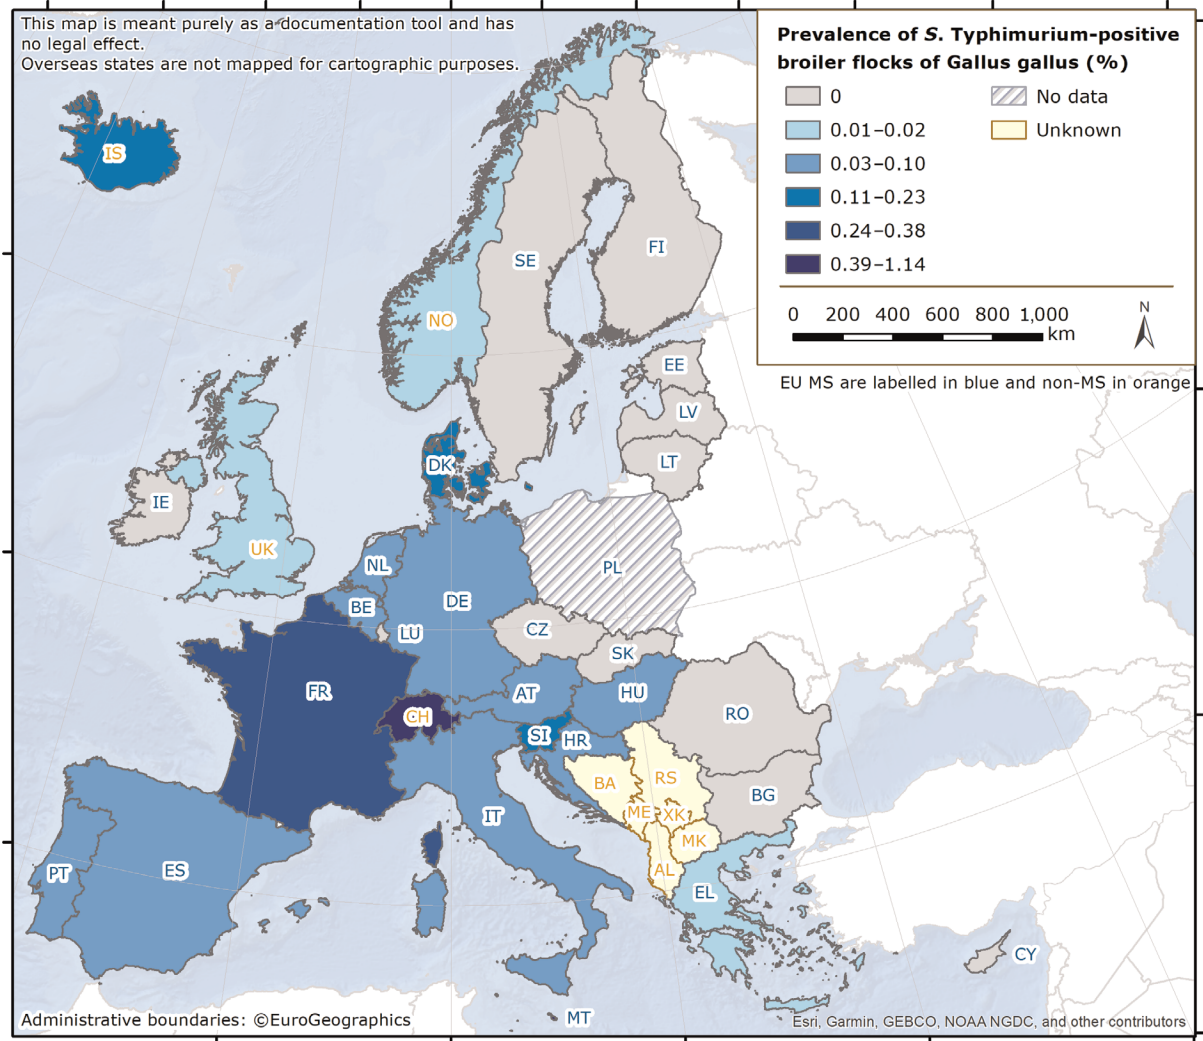 This map is meant purely as a documentation tool and has
no legal effect.
Overseas states are not mapped for cartographic purposes.
Prevalence of S. Typhimurium-positive
broiler flocks of Gallus gallus (%)
0
No data
0.01–0.02
Unknown
0.03–0.10
0.11–0.23
0.24–0.38
0.39–1.14
0 200 400 600 800 1,000
km
N
EU MS are labelled in blue and non-MS in orange
IS
FI
SE
NO
EE
LV
LT
DK
IE
UK
NL
PL
DE
BE
LU
CZ
SK
FR
AT
HU
CH
RO
SI
HR
BA
RS
BG
IT
ME
XK
MK
PT
ES
AL
EL
CY
MT
Administrative boundaries: ©EuroGeographics
Esri, Garmin, GEBCO, NOAA NGDC, and other contributors